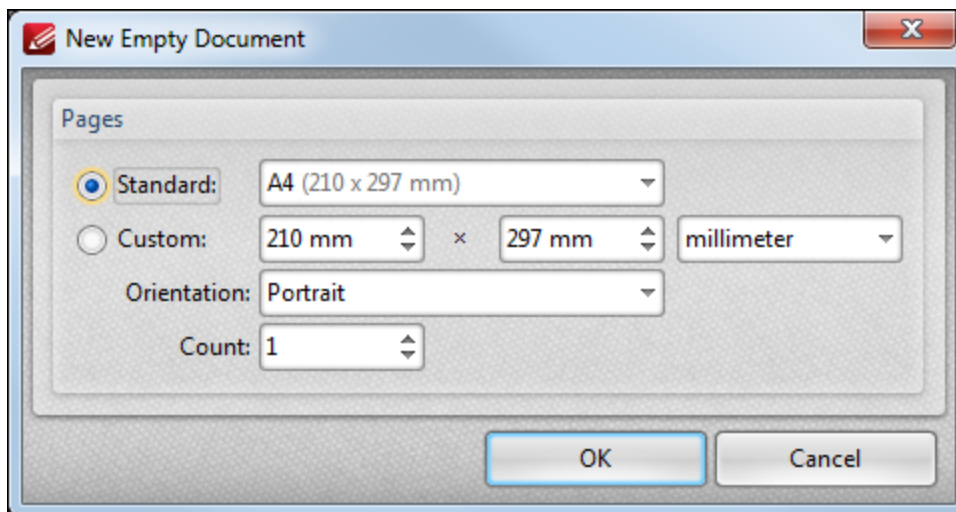 New Empty Document
Pages
Standard: A4 (210 x 297 mm)
Custom: 210 mm × 297 mm millimeter
Orientation: Portrait
Count: 1
OK Cancel